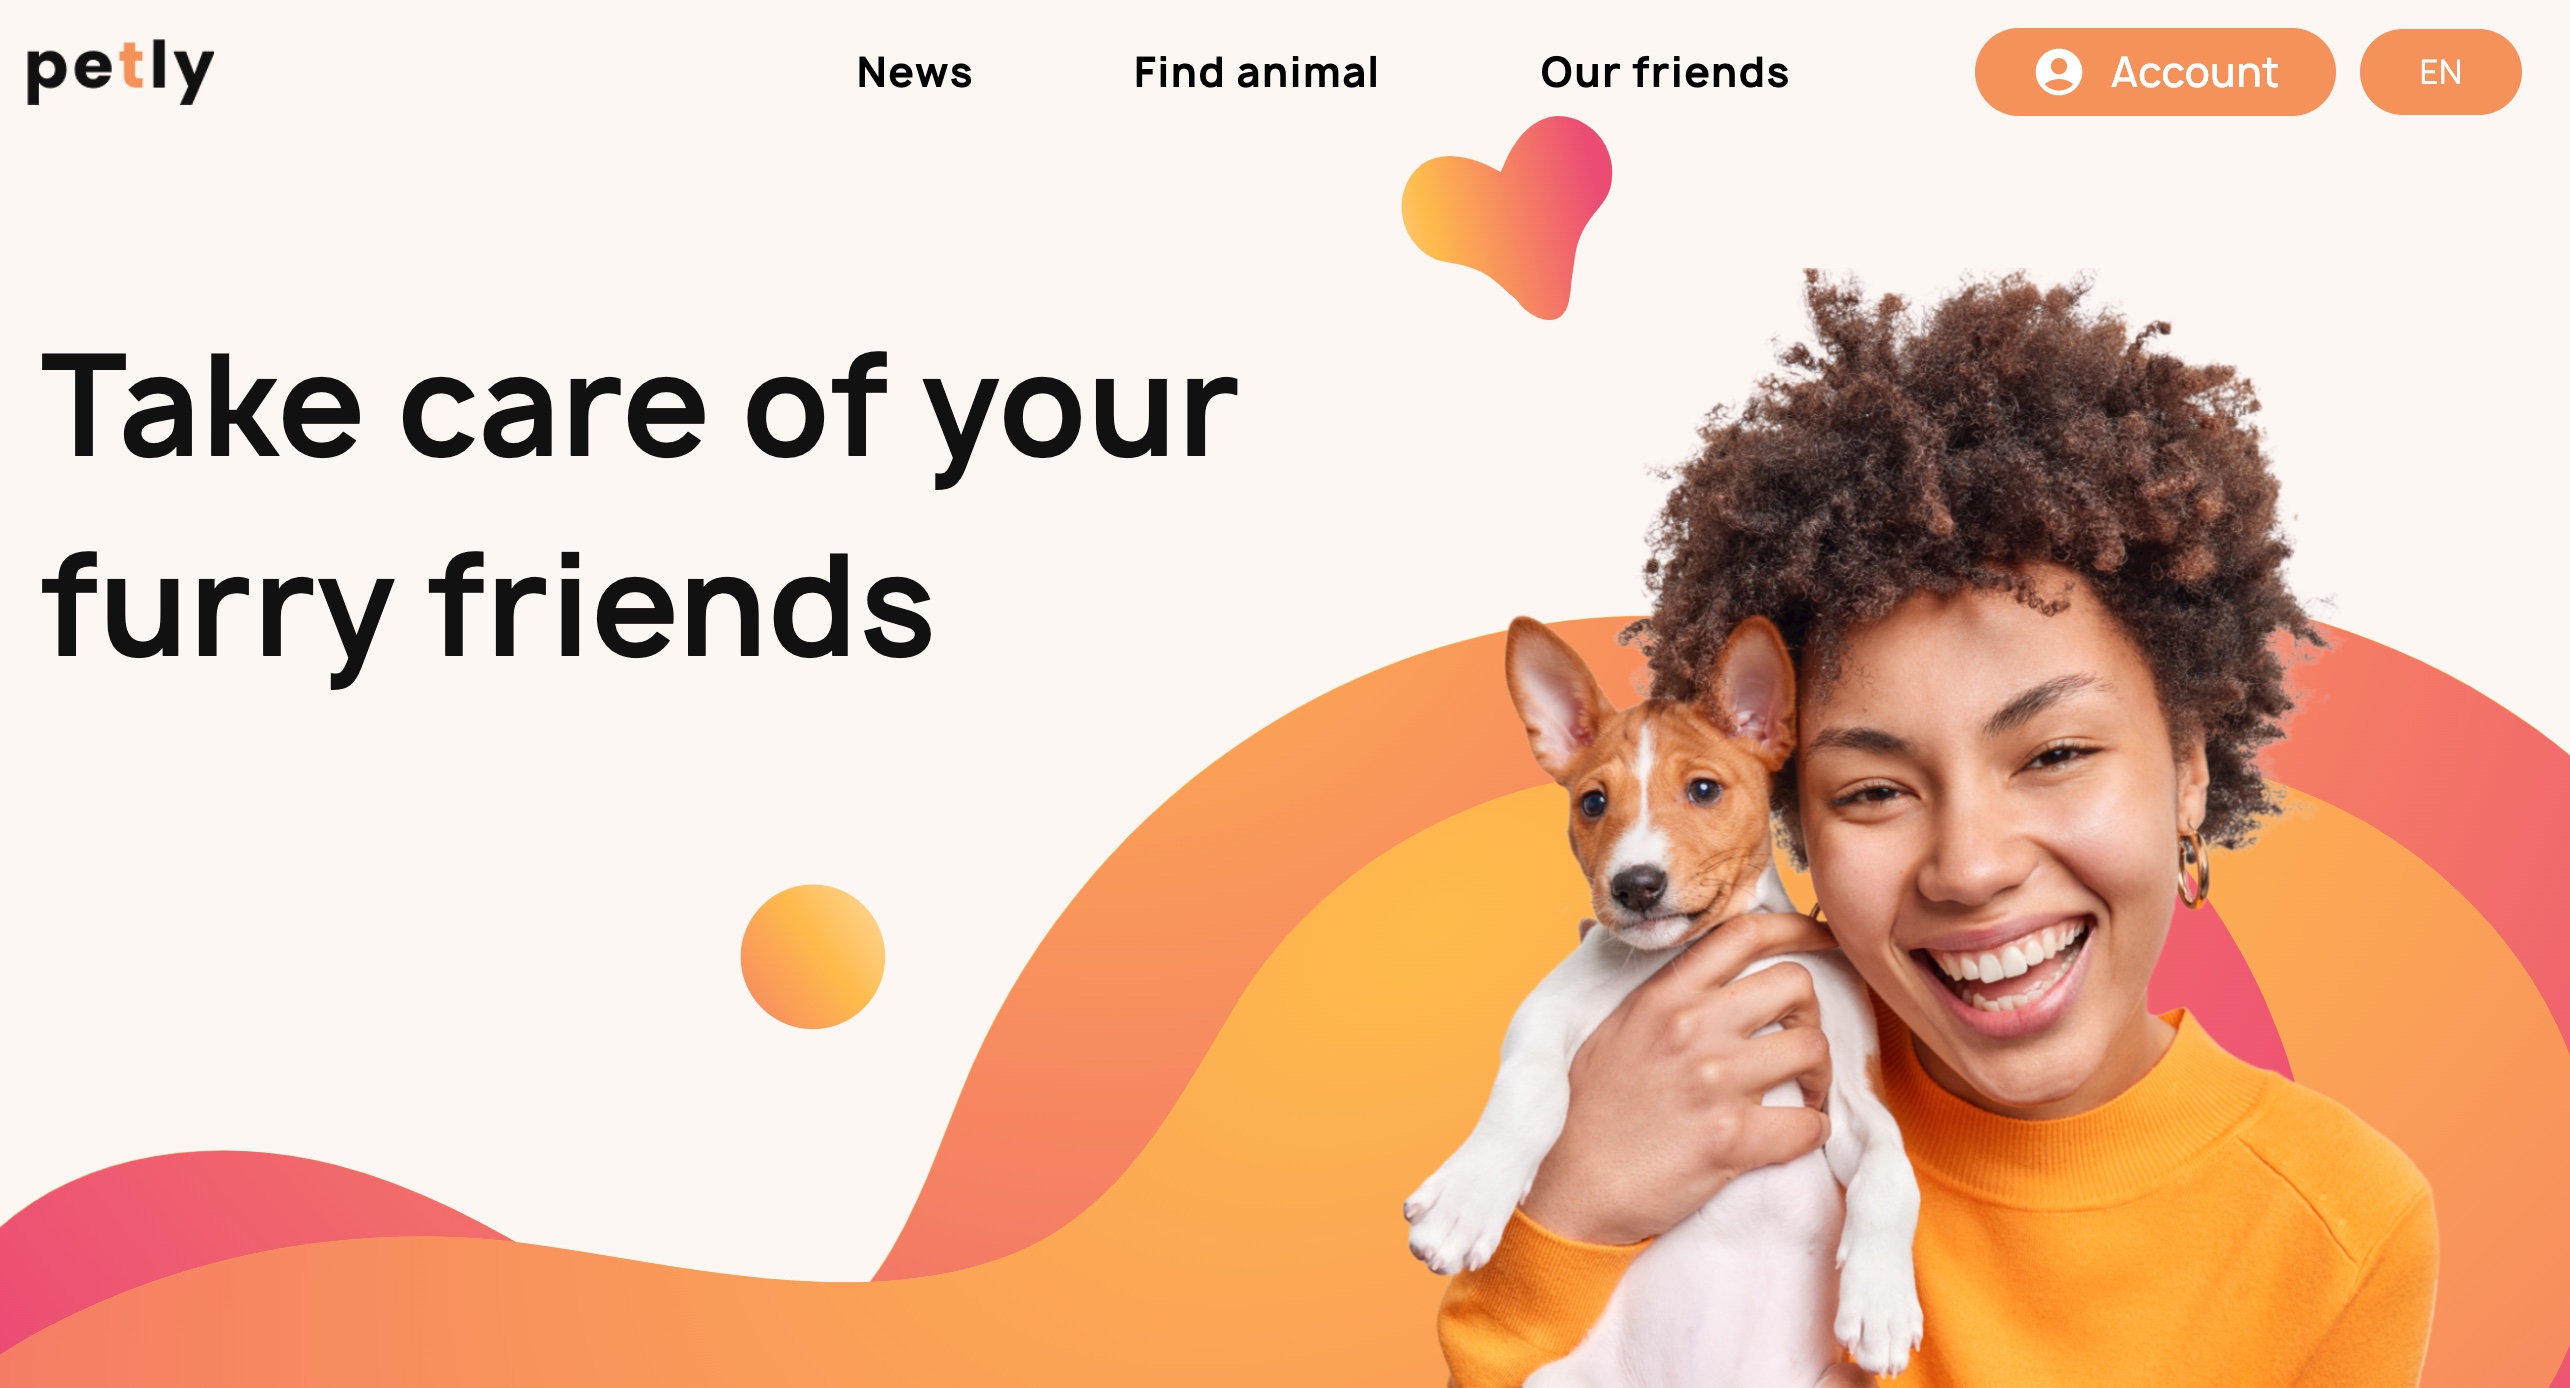 petly
News
Find animal
Our friends
Account
EN
Take care of your
furry friends